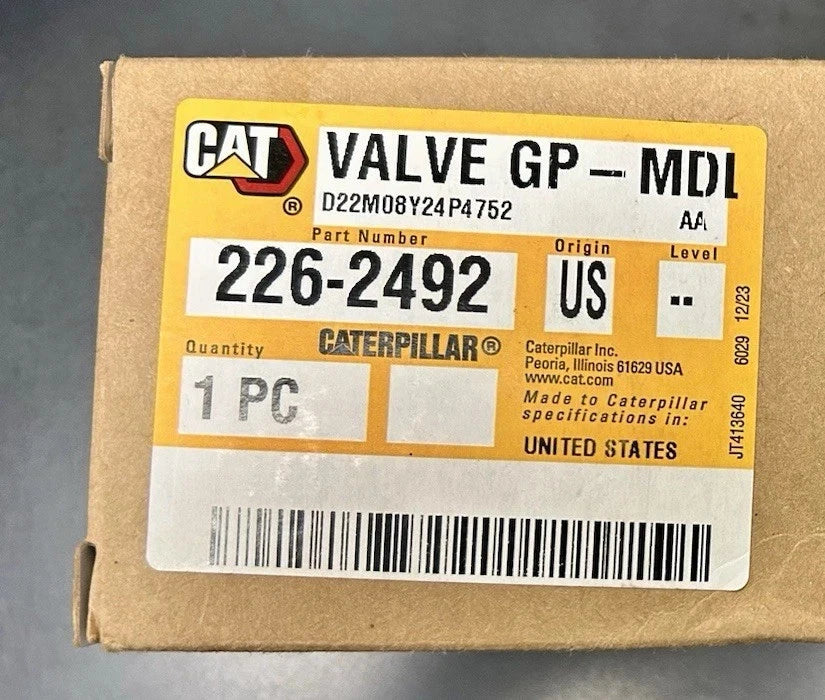 CAT
®
VALVE GP-MDL
D22M08Y24P4752
AA
Part Number
226-2492
Origin
US
Level
--
Quantity
1 PC
CATERPILLAR®
Caterpillar Inc.
Peoria, Illinois 61629 USA
www.cat.com
Made to Caterpillar
specifications in:
UNITED STATES
JT413640 6029 12/23